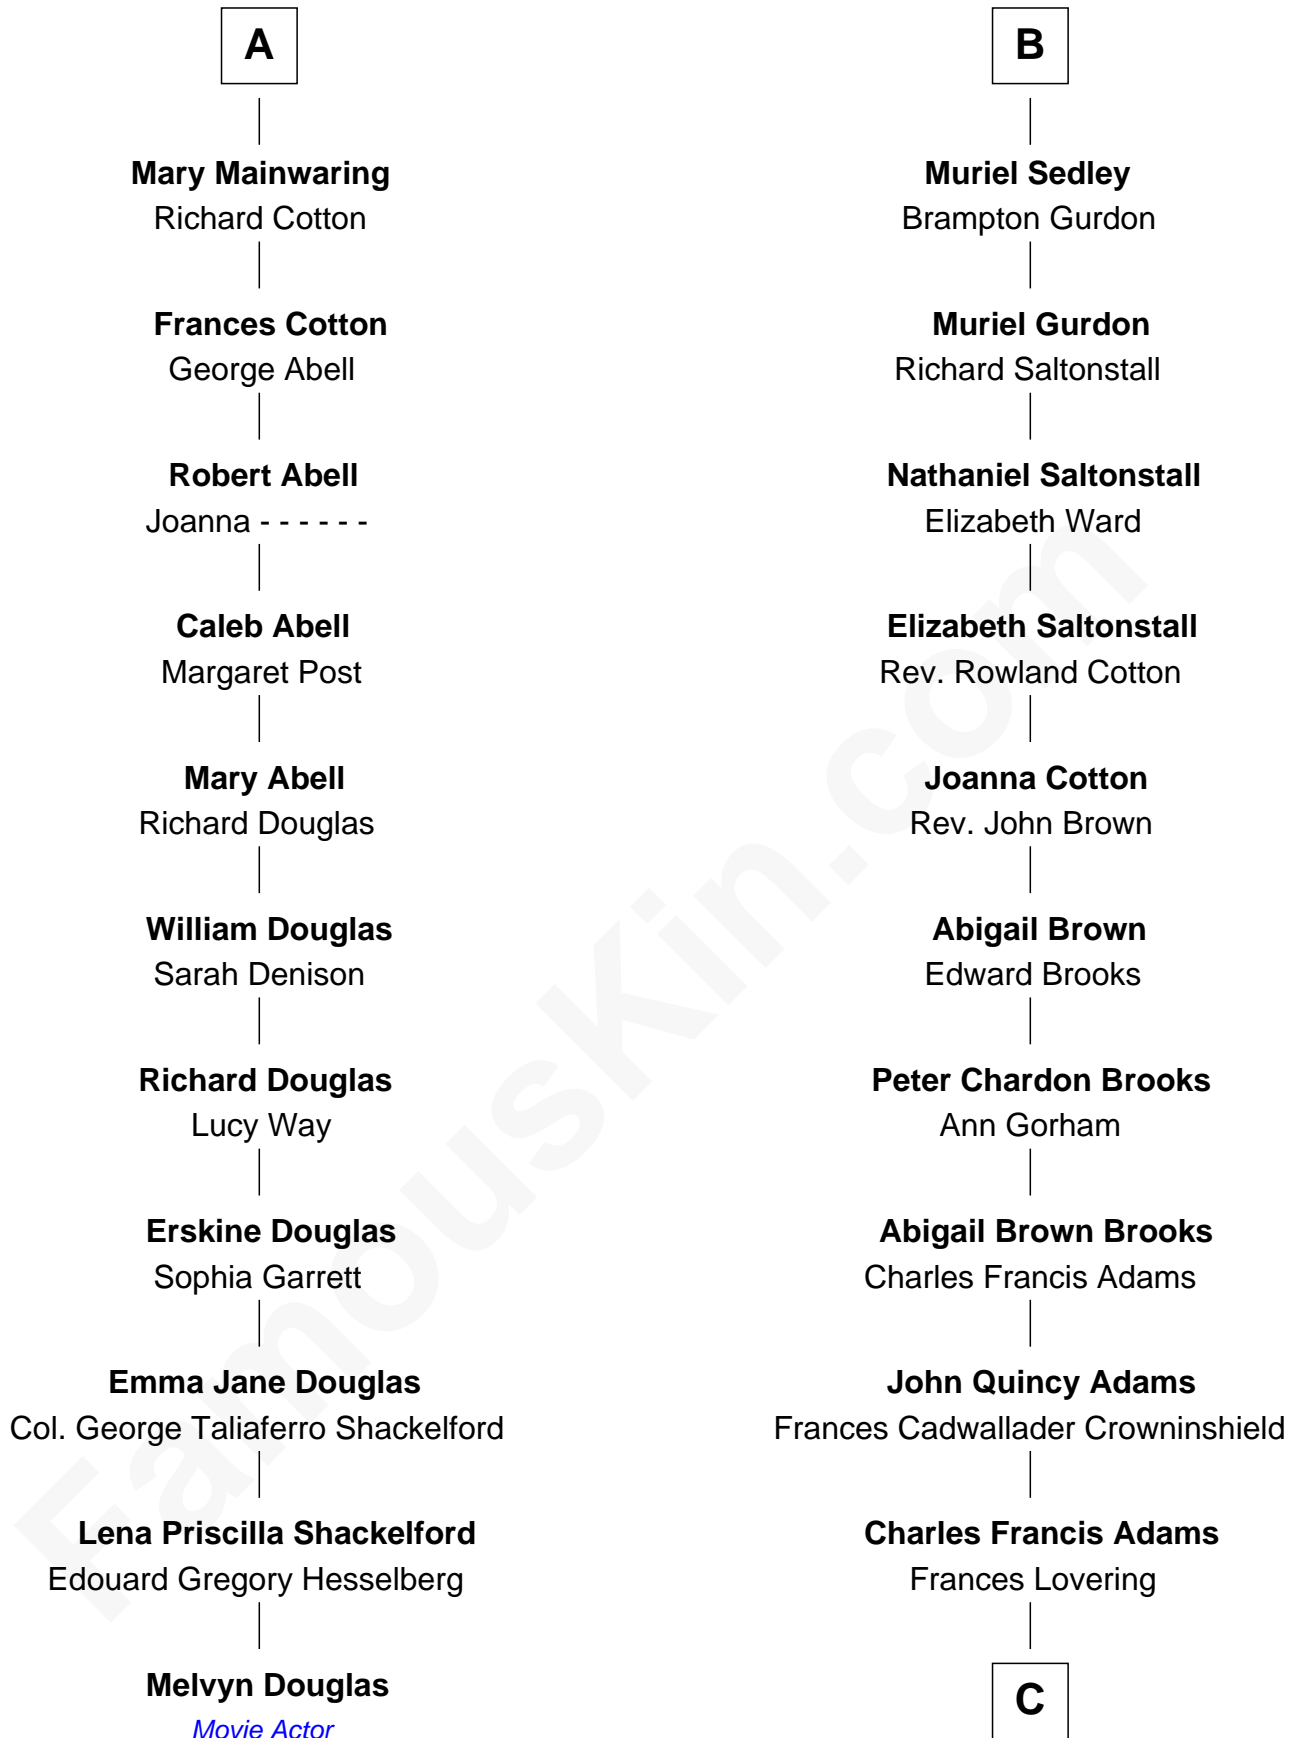 A
Mary Mainwaring
Richard Cotton
Frances Cotton
George Abell
Robert Abell
Joanna - - - - - -
Caleb Abell
Margaret Post
Mary Abell
Richard Douglas
William Douglas
Sarah Denison
Richard Douglas
Lucy Way
Erskine Douglas
Sophia Garrett
Emma Jane Douglas
Col. George Taliaferro Shackelford
Lena Priscilla Shackelford
Edouard Gregory Hesselberg
Melvyn Douglas
Movie Actor
B
Muriel Sedley
Brampton Gurdon
Muriel Gurdon
Richard Saltonstall
Nathaniel Saltonstall
Elizabeth Ward
Elizabeth Saltonstall
Rev. Rowland Cotton
Joanna Cotton
Rev. John Brown
Abigail Brown
Edward Brooks
Peter Chardon Brooks
Ann Gorham
Abigail Brown Brooks
Charles Francis Adams
John Quincy Adams
Frances Cadwallader Crowninshield
Charles Francis Adams
Frances Lovering
C
FamousKin.com